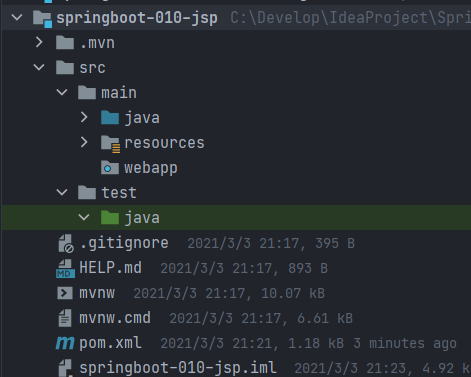 springboot-010-jsp C:\Develop\IdeaProject\Spri
.mvn
src
main
java
resources
webapp
test
java
.gitignore 2021/3/3 21:17, 395 B
HELP.md 2021/3/3 21:17, 893 B
mvnw 2021/3/3 21:17, 10.07 kB
mvnw.cmd 2021/3/3 21:17, 6.61 kB
pom.xml 2021/3/3 21:21, 1.18 kB 3 minutes ago
springboot-010-jsp.iml 2021/3/3 21:23, 4.92 k